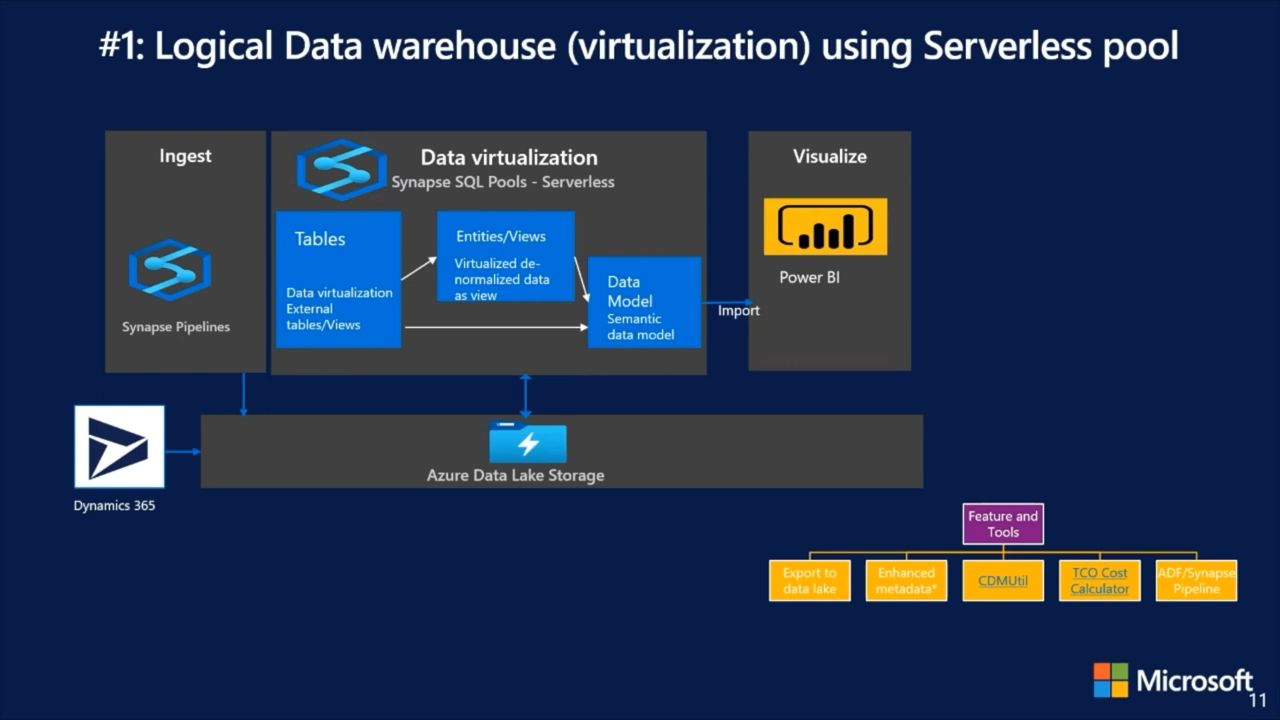 #1: Logical Data warehouse (virtualization) using Serverless pool
Ingest
Synapse Pipelines
Data virtualization
Synapse SQL Pools - Serverless
Tables
Data virtualization
External
tables/Views
Entities/Views
Virtualized de-
normalized data
as view
Data
Model
Semantic
data model
Import
Visualize
Power BI
Dynamics 365
Azure Data Lake Storage
Feature and
Tools
Export to
data lake
Enhanced
metadata*
CDMUtil
TCO Cost
Calculator
ADF/Synapse
Pipeline
Microsoft
11